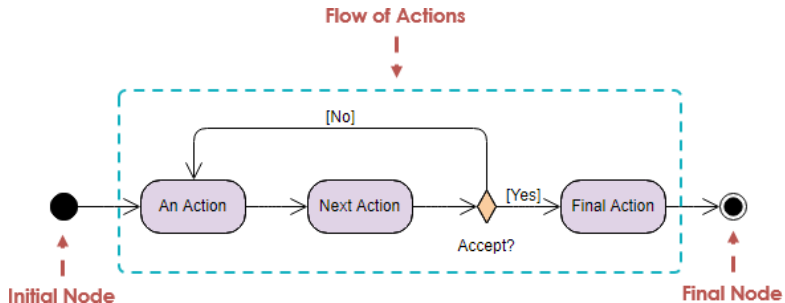 Flow of Actions
[No]
An Action
Next Action
[Yes]
Final Action
Accept?
Initial Node
Final Node